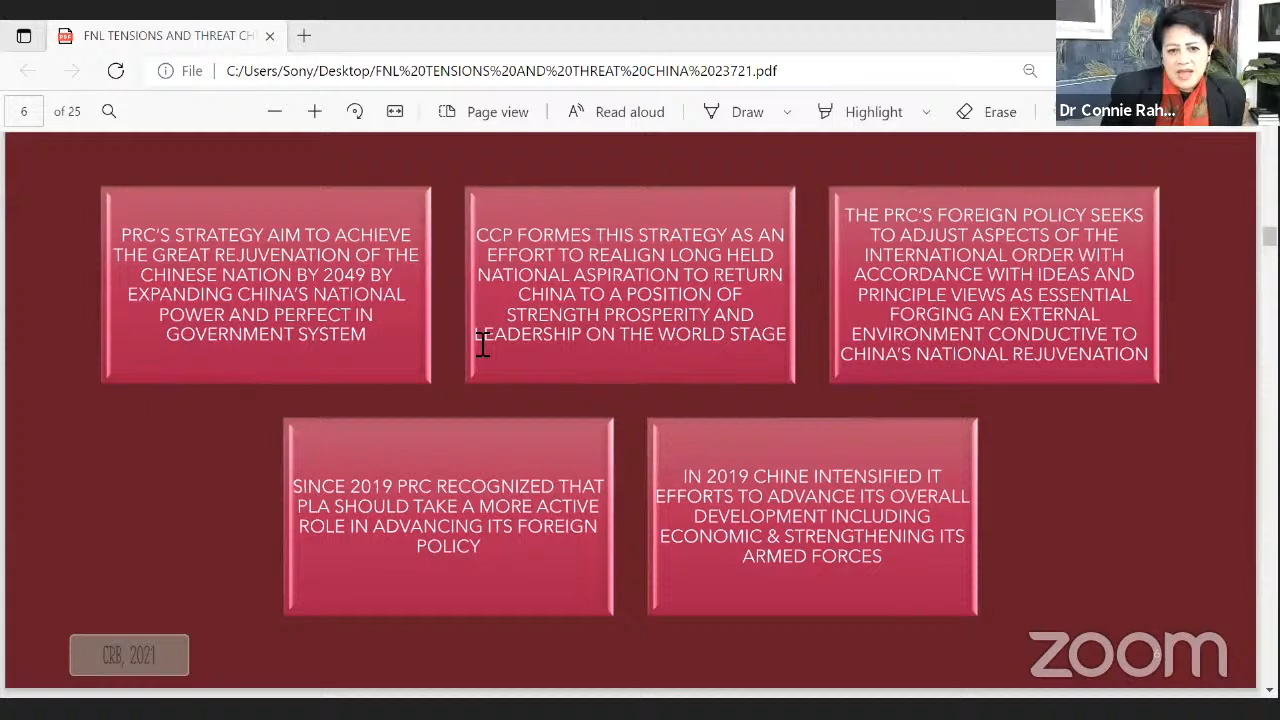 FNL TENSIONS AND THREAT CH
File
C:/Users/Sony/Desktop/FNL%20TENSIONS%20AND%20THREAT%20CHINA%2023721.pdf
6 of 25
Page view
Read aloud
Draw
Highlight
Erase
Dr Connie Rah...
PRC'S STRATEGY AIM TO ACHIEVE
THE GREAT REJUVENATION OF THE
CHINESE NATION BY 2049 BY
EXPANDING CHINA'S NATIONAL
POWER AND PERFECT IN
GOVERNMENT SYSTEM
CCP FORMES THIS STRATEGY AS AN
EFFORT TO REALIGN LONG HELD
NATIONAL ASPIRATION TO RETURN
CHINA TO A POSITION OF
STRENGTH PROSPERITY AND
LEADERSHIP ON THE WORLD STAGE
THE PRC'S FOREIGN POLICY SEEKS
TO ADJUST ASPECTS OF THE
INTERNATIONAL ORDER WITH
ACCORDANCE WITH IDEAS AND
PRINCIPLE VIEWS AS ESSENTIAL
FORGING AN EXTERNAL
ENVIRONMENT CONDUCTIVE TO
CHINA'S NATIONAL REJUVENATION
SINCE 2019 PRC RECOGNIZED THAT
PLA SHOULD TAKE A MORE ACTIVE
ROLE IN ADVANCING ITS FOREIGN
POLICY
IN 2019 CHINE INTENSIFIED IT
EFFORTS TO ADVANCE ITS OVERALL
DEVELOPMENT INCLUDING
ECONOMIC & STRENGTHENING ITS
ARMED FORCES
CRB, 2021
zoom